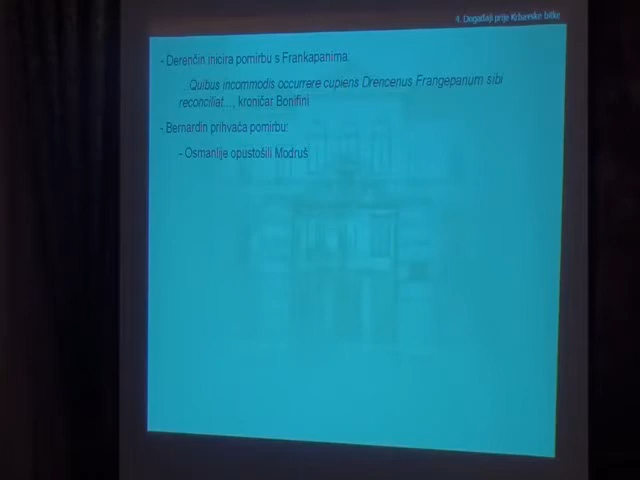 4. Događaji prije Krbavske bitke
- Derenčin inicira pomirbu s Frankapanima:
...Quibus incommodis occurrere cupiens Drencenus Frangepanum sibi
reconciliat..., kroničar Bonifini
- Bernardin prihvaća pomirbu:
- Osmanlije opustošili Modruš